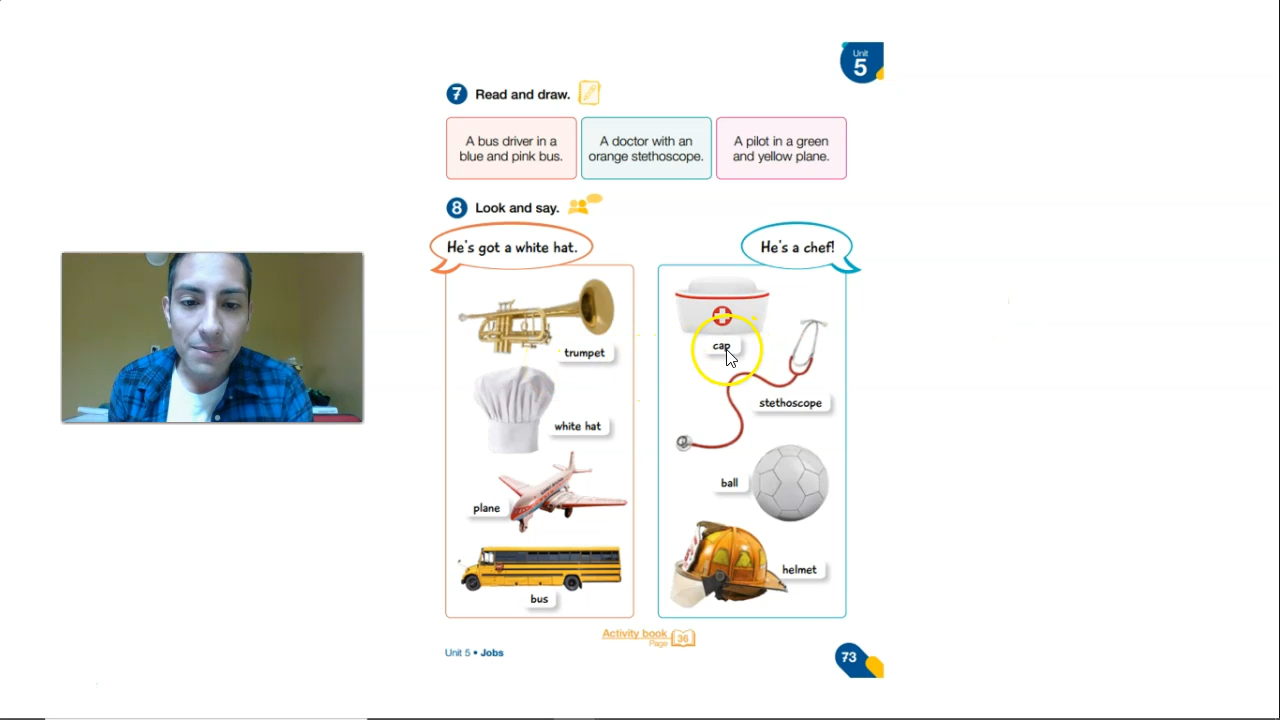 Unit
5
7 Read and draw.
A bus driver in a
blue and pink bus.
A doctor with an
orange stethoscope.
A pilot in a green
and yellow plane.
8 Look and say.
He's got a white hat.
He's a chef!
trumpet
white hat
plane
bus
cap
stethoscope
ball
helmet
Activity book
Page 36
Unit 5 • Jobs
73